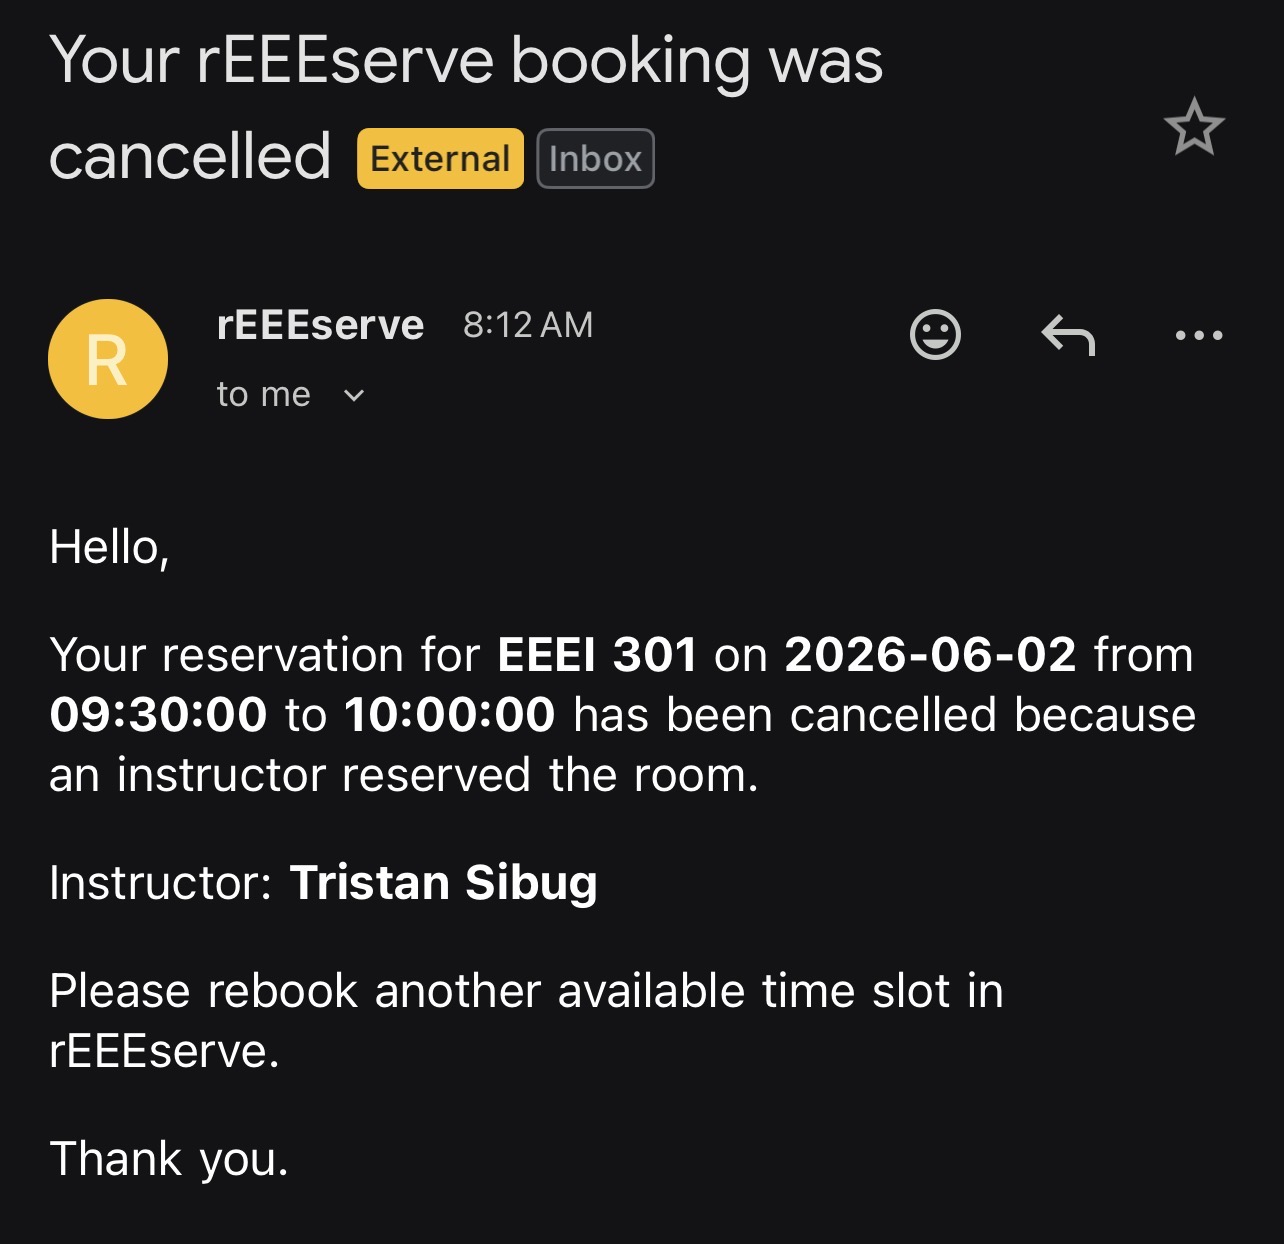 Your rEEEserve booking was
cancelled External Inbox
R
rEEEserve 8:12 AM
to me
Hello,
Your reservation for EEEI 301 on 2026-06-02 from
09:30:00 to 10:00:00 has been cancelled because
an instructor reserved the room.
Instructor: Tristan Sibug
Please rebook another available time slot in
rEEEserve.
Thank you.